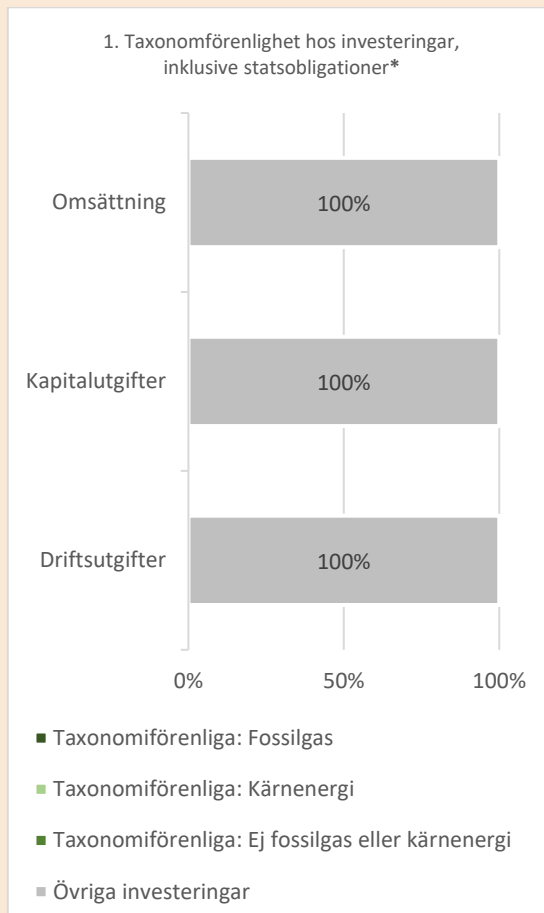 1. Taxonomförenlighet hos investeringar,
inklusive statsobligationer*
Omsättning
100%
Kapitalutgifter
100%
Driftsutgifter
100%
0%
50%
100%
Taxonomiförenliga: Fossilgas
Taxonomiförenliga: Kärnenergi
Taxonomiförenliga: Ej fossilgas eller kärnenergi
Övriga investeringar